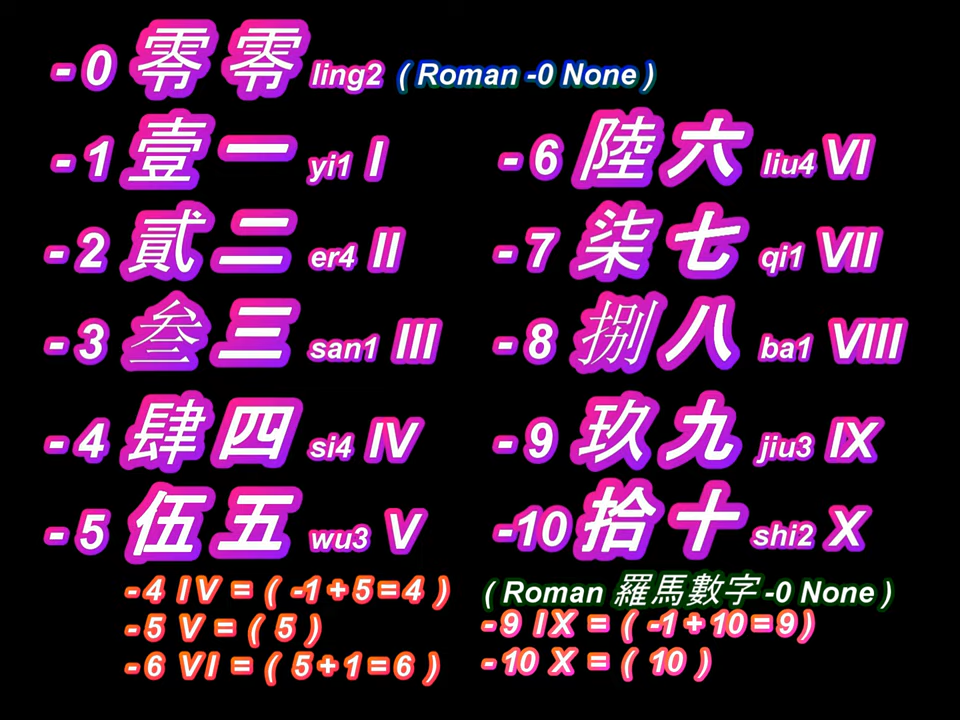 - 0 零 零 ling2 ( Roman -0 None )
- 1 壹 一 yi1 I
- 2 貳 二 er4 II
- 3 叁 三 san1 III
- 4 肆 四 si4 IV
- 5 伍 五 wu3 V
- 6 陸 六 liu4 VI
- 7 柒 七 qi1 VII
- 8 捌 八 ba1 VIII
- 9 玖 九 jiu3 IX
-10 拾 十 shi2 X
- 4 I V = ( -1 + 5 = 4 )
- 5 V = ( 5 )
- 6 V I = ( 5 + 1 = 6 )
( Roman 羅馬數字 -0 None )
- 9 I X = ( -1 + 10 = 9 )
- 10 X = ( 10 )